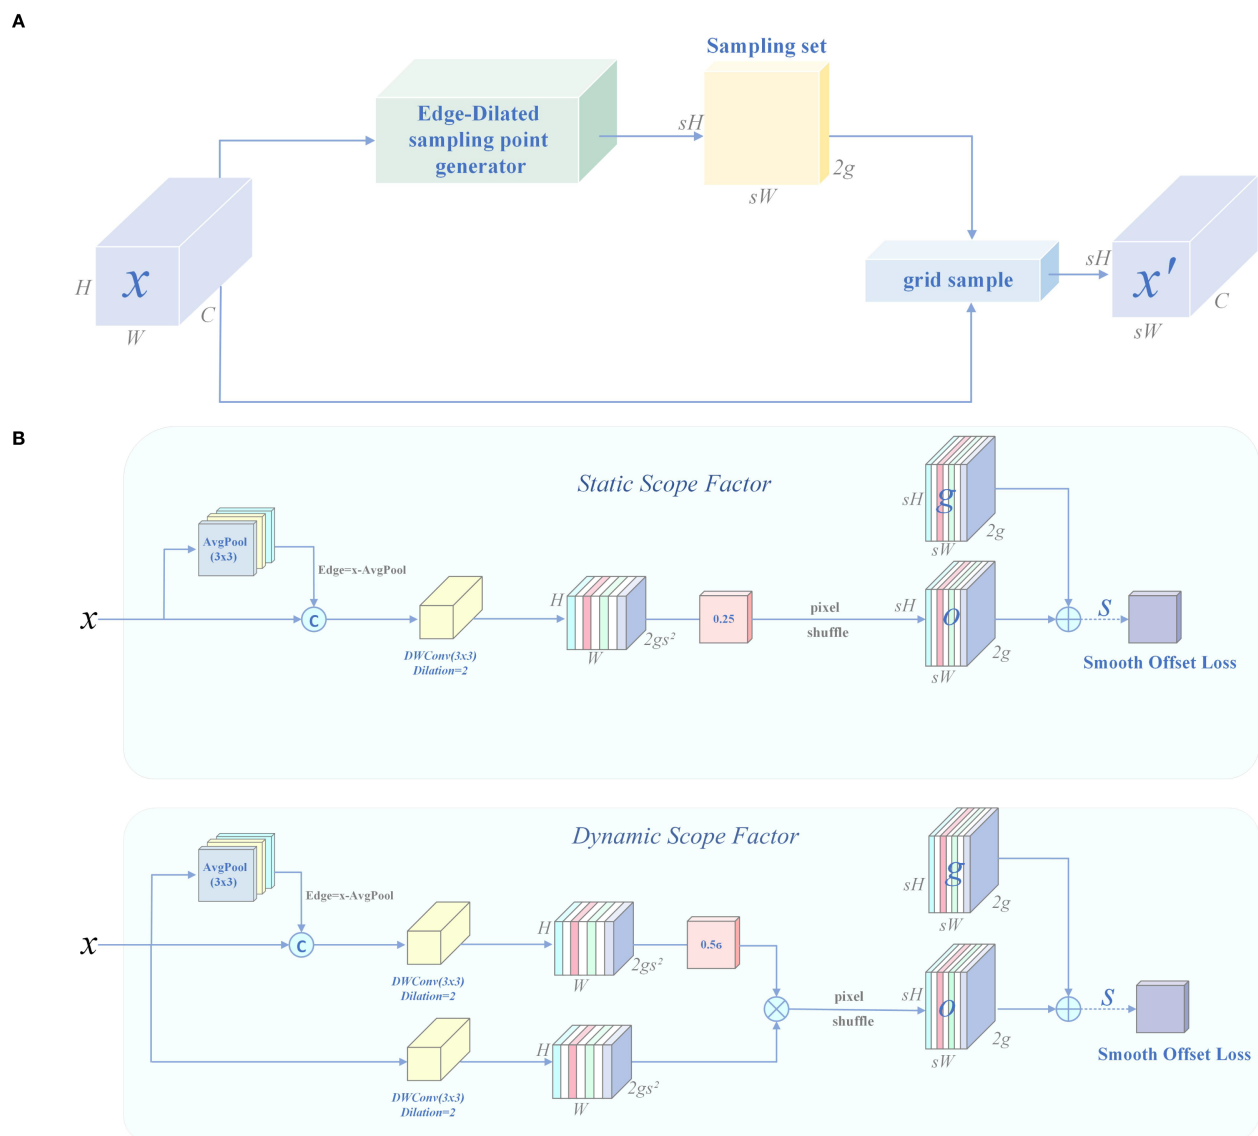 A
Sampling set
Edge-Dilated
sampling point
generator
sH
sW
2g
H
x
W
C
grid sample
sH
x'
sW
C
B
Static Scope Factor
AvgPool
(3x3)
Edge=x-AvgPool
x
C
DWConv(3x3)
Dilation=2
H
W
2gs²
0.25
pixel
shuffle
sH
g
sW
2g
sH
o
sW
2g
S
Smooth Offset Loss
Dynamic Scope Factor
AvgPool
(3x3)
Edge=x-AvgPool
x
C
DWConv(3x3)
Dilation=2
H
W
2gs²
0.5σ
DWConv(3x3)
Dilation=2
H
W
2gs²
pixel
shuffle
sH
g
sW
2g
sH
o
sW
2g
S
Smooth Offset Loss